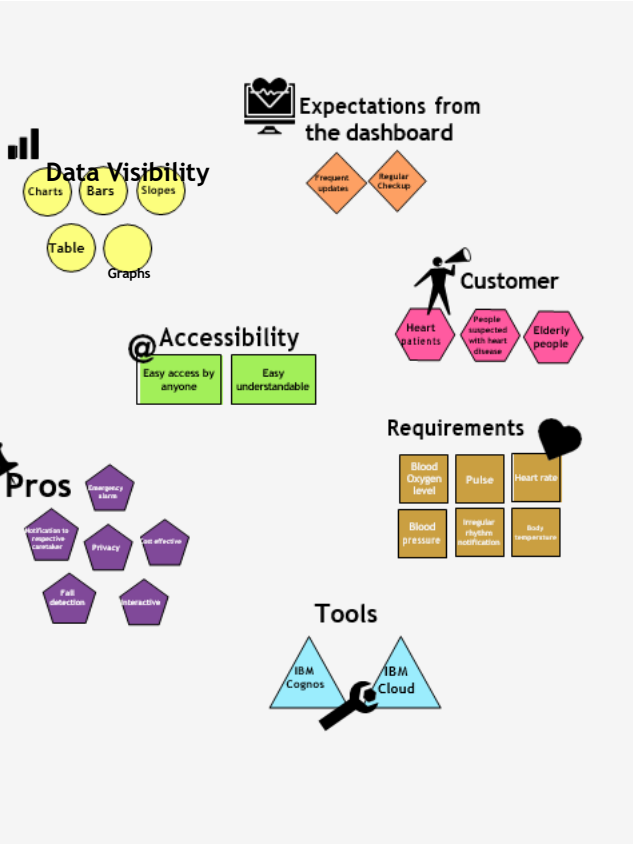 Expectations from
the dashboard
Frequent
updates
Regular
Checkup
Data Visibility
Charts
Bars
Slopes
Table
Graphs
Customer
Heart
patients
People
suspected
with heart
disease
Elderly
people
@Accessibility
Easy access by
anyone
Easy
understandable
Requirements
Blood
Oxygen
level
Pulse
Heart rate
Blood
pressure
Irregular
rhythm
notification
Body
temperature
Pros
Emergency
alarm
Notification to
respective
caretaker
Privacy
Cost effective
Fall
detection
Interactive
Tools
IBM
Cognos
IBM
Cloud